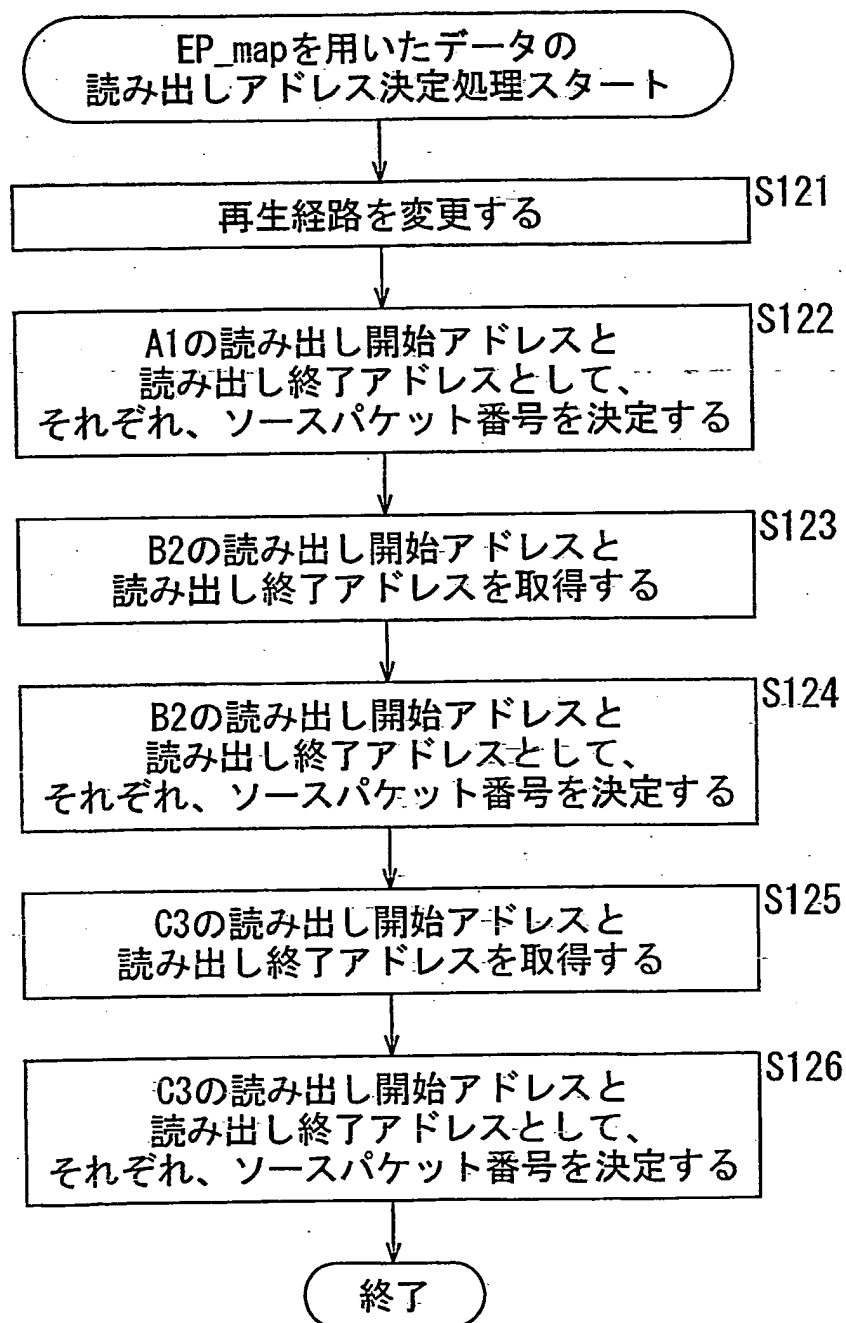 EP_mapを用いたデータの
読み出しアドレス決定処理スタート
S121
再生経路を変更する
S122
A1の読み出し開始アドレスと
読み出し終了アドレスとして、
それぞれ、ソースパケット番号を決定する
S123
B2の読み出し開始アドレスと
読み出し終了アドレスを取得する
S124
B2の読み出し開始アドレスと
読み出し終了アドレスとして、
それぞれ、ソースパケット番号を決定する
S125
C3の読み出し開始アドレスと
読み出し終了アドレスを取得する
S126
C3の読み出し開始アドレスと
読み出し終了アドレスとして、
それぞれ、ソースパケット番号を決定する
終了